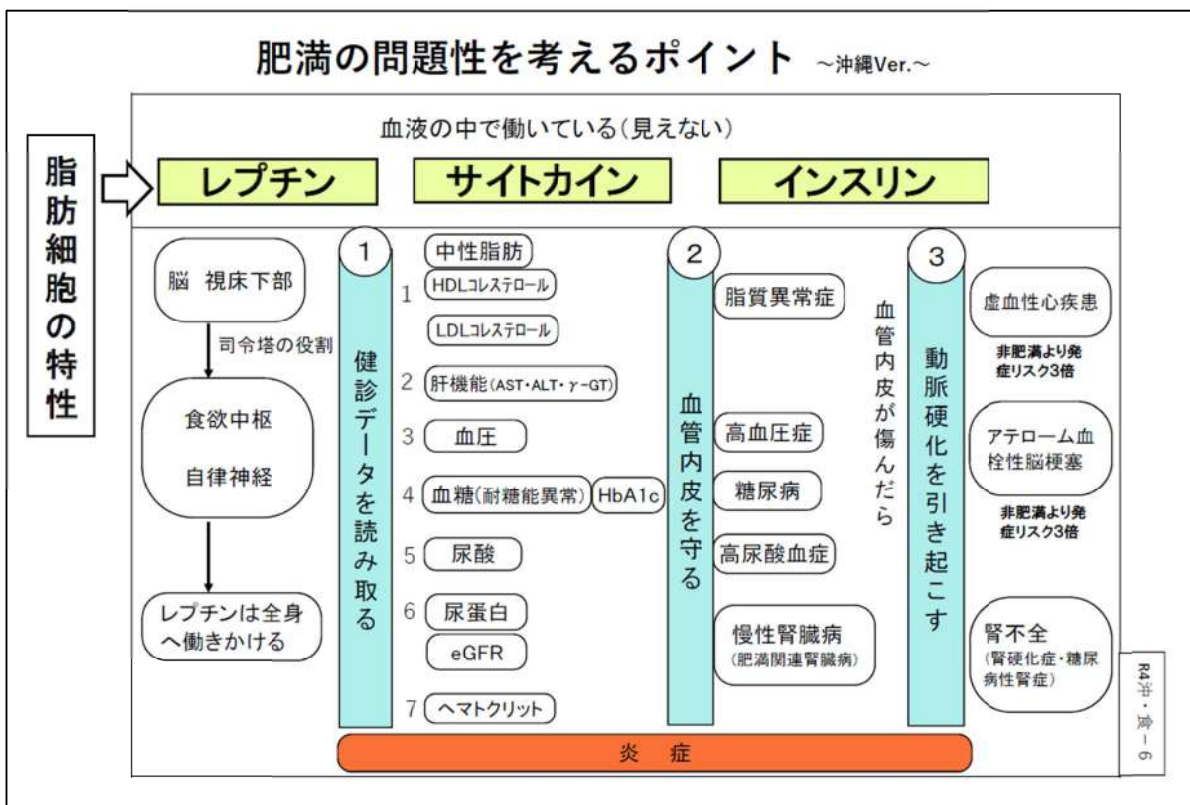 肥満の問題性を考えるポイント ～沖縄Ver.～
脂肪細胞の特性
血液の中で働いている(見えない)
レプチン
サイトカイン
インスリン
脳 視床下部
司令塔の役割
食欲中枢
自律神経
レプチンは全身
へ働きかける
1
健診データを読み取る
1
中性脂肪
HDLコレステロール
LDLコレステロール
2 肝機能(AST・ALT・γ-GT)
3 血圧
4 血糖(耐糖能異常) HbA1c
5 尿酸
6 尿蛋白
eGFR
7 ヘマトクリット
2
血管内皮を守る
脂質異常症
高血圧症
糖尿病
高尿酸血症
慢性腎臓病
(肥満関連腎臓病)
血管内皮が傷んだら
3
動脈硬化を引き起こす
虚血性心疾患
非肥満より発
症リスク3倍
アテローム血
栓性脳梗塞
非肥満より発
症リスク3倍
腎不全
(腎硬化症・糖尿
病性腎症)
炎 症
R4沖・食－6